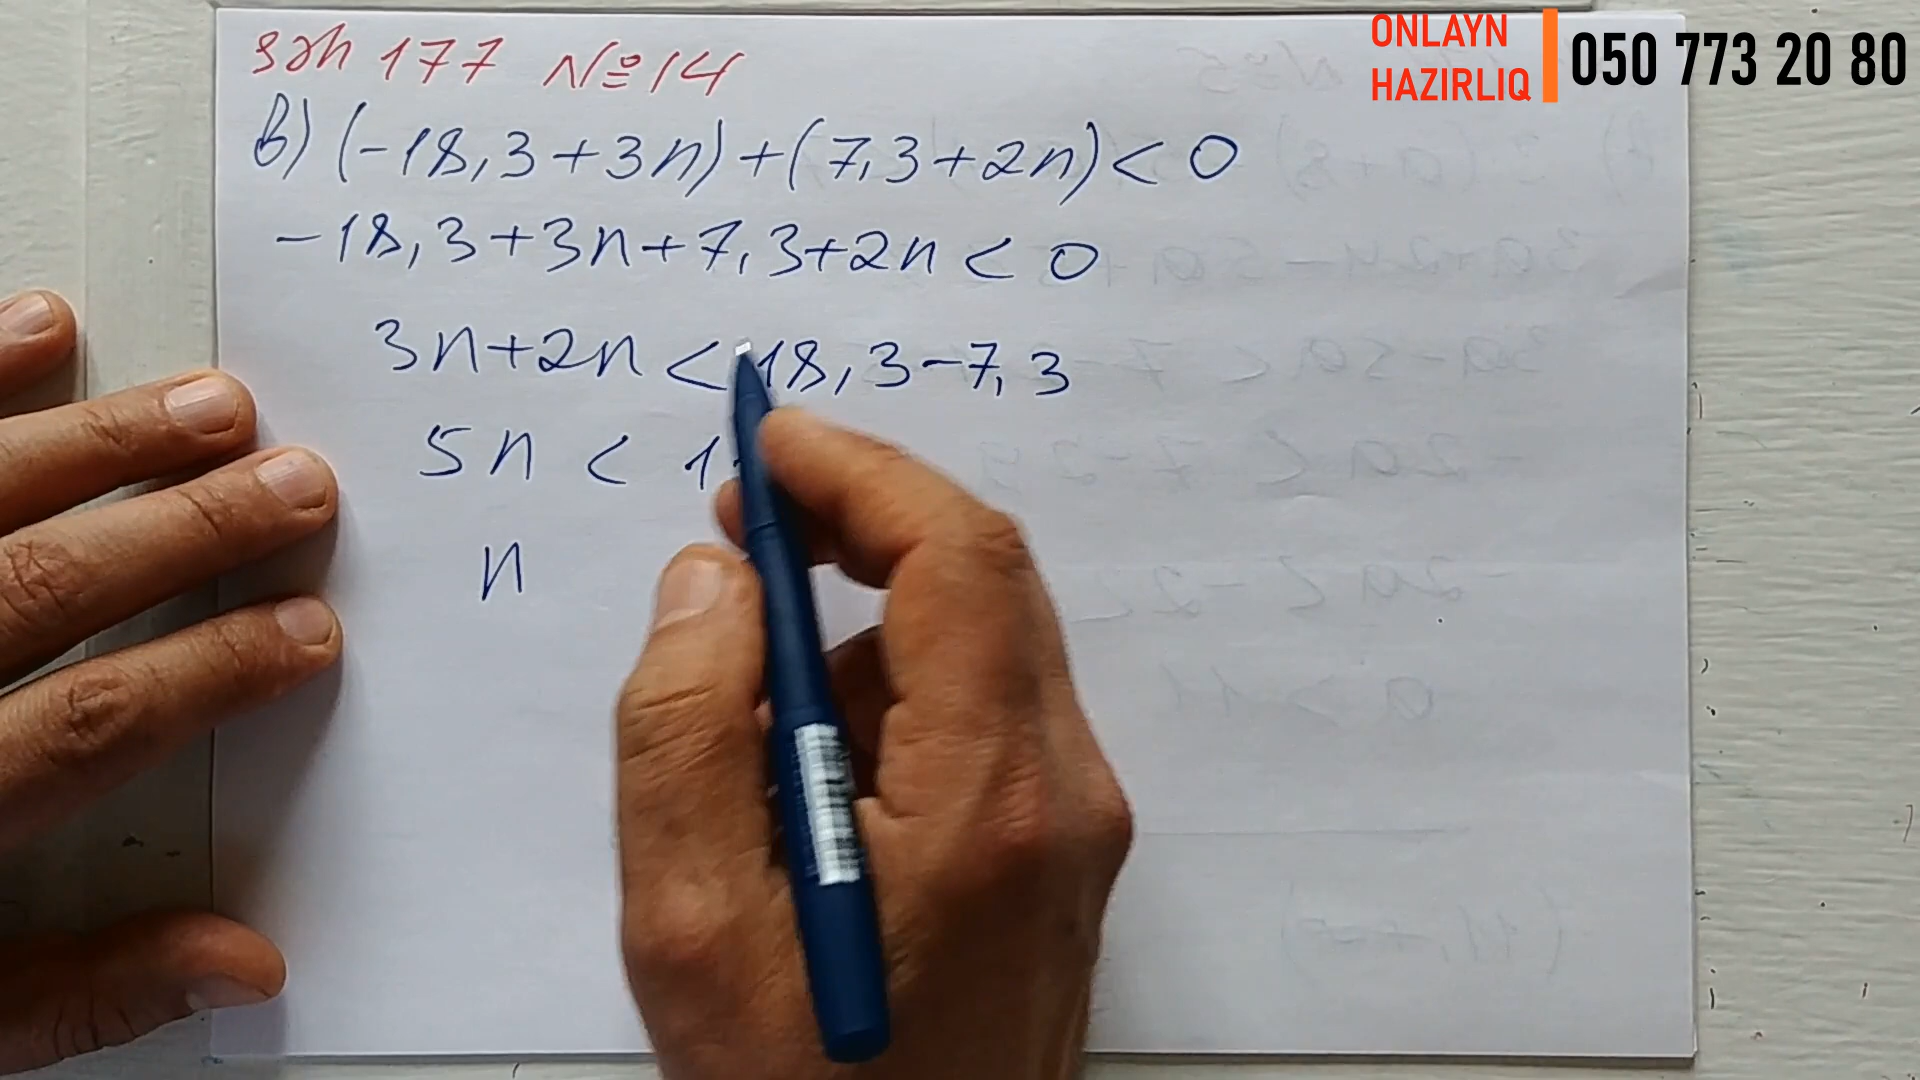 səh 177 №14
b) (-18,3+3n)+(7,3+2n)<0
-18,3+3n+7,3+2n<0
3n+2n<18,3-7,3
5n<11
n
ONLAYN
HAZIRLIQ
050 773 20 80